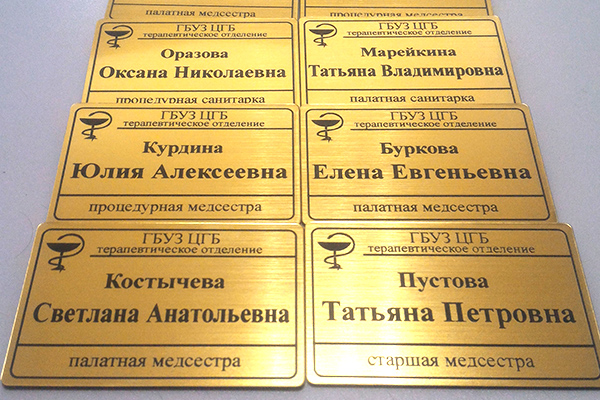 палатная медсестра
процедурная медсестра
ГБУЗ ЦГБ
терапевтическое отделение
Оразова
Оксана Николаевна
процедурная санитарка
ГБУЗ ЦГБ
терапевтическое отделение
Марейкина
Татьяна Владимировна
палатная санитарка
ГБУЗ ЦГБ
терапевтическое отделение
Курдина
Юлия Алексеевна
процедурная медсестра
ГБУЗ ЦГБ
терапевтическое отделение
Буркова
Елена Евгеньевна
палатная медсестра
ГБУЗ ЦГБ
терапевтическое отделение
Костычева
Светлана Анатольевна
палатная медсестра
ГБУЗ ЦГБ
терапевтическое отделение
Пустова
Татьяна Петровна
старшая медсестра